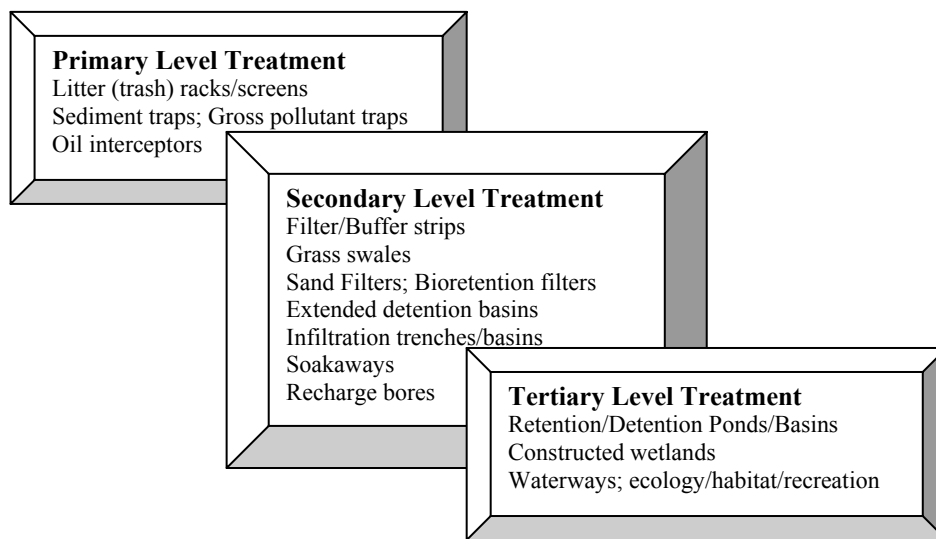 Primary Level Treatment
Litter (trash) racks/screens
Sediment traps; Gross pollutant traps
Oil interceptors
Secondary Level Treatment
Filter/Buffer strips
Grass swales
Sand Filters; Bioretention filters
Extended detention basins
Infiltration trenches/basins
Soakaways
Recharge bores
Tertiary Level Treatment
Retention/Detention Ponds/Basins
Constructed wetlands
Waterways; ecology/habitat/recreation